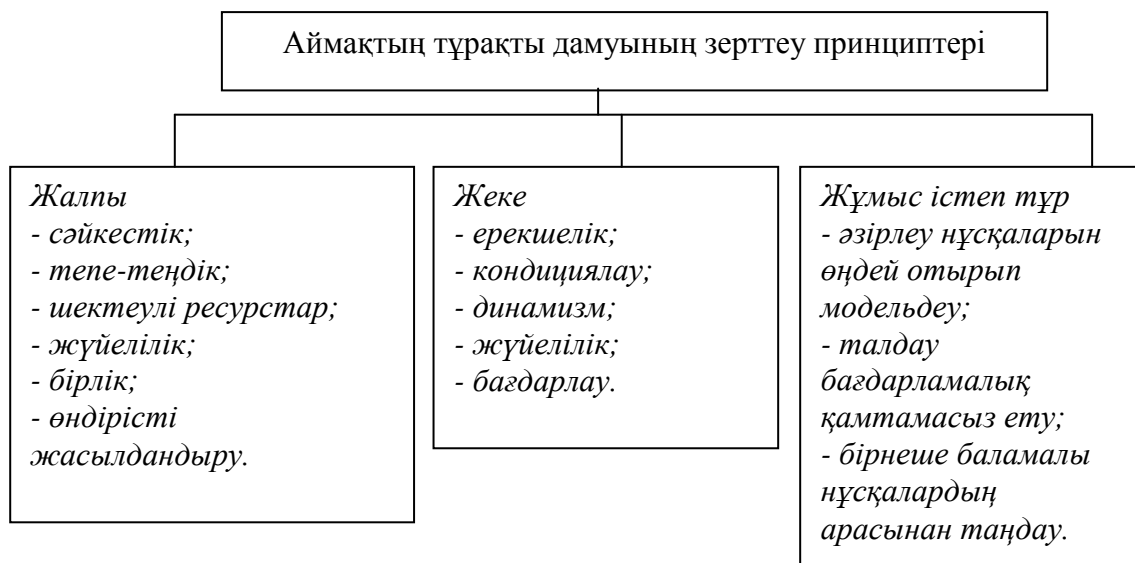 Аймақтың тұрақты дамуының зерттеу принциптері
Жалпы
- сәйкестік;
- тепе-теңдік;
- шектеулі ресурстар;
- жүйелілік;
- бірлік;
- өндірісті
жасылдандыру.
Жеке
- ерекшелік;
- кондициялау;
- динамизм;
- жүйелілік;
- бағдарлау.
Жұмыс істеп тұр
- әзірлеу нұсқаларын
өңдей отырып
модельдеу;
- талдау
бағдарламалық
қамтамасыз ету;
- бірнеше баламалы
нұсқалардың
арасынан таңдау.